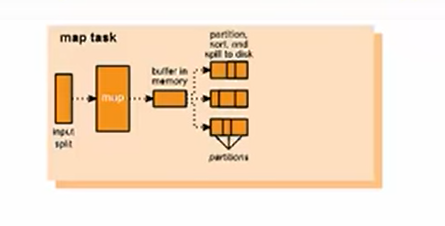 map task
partition,
sort, and
spill to disk
buffer in
memory
map
input
split
partitions